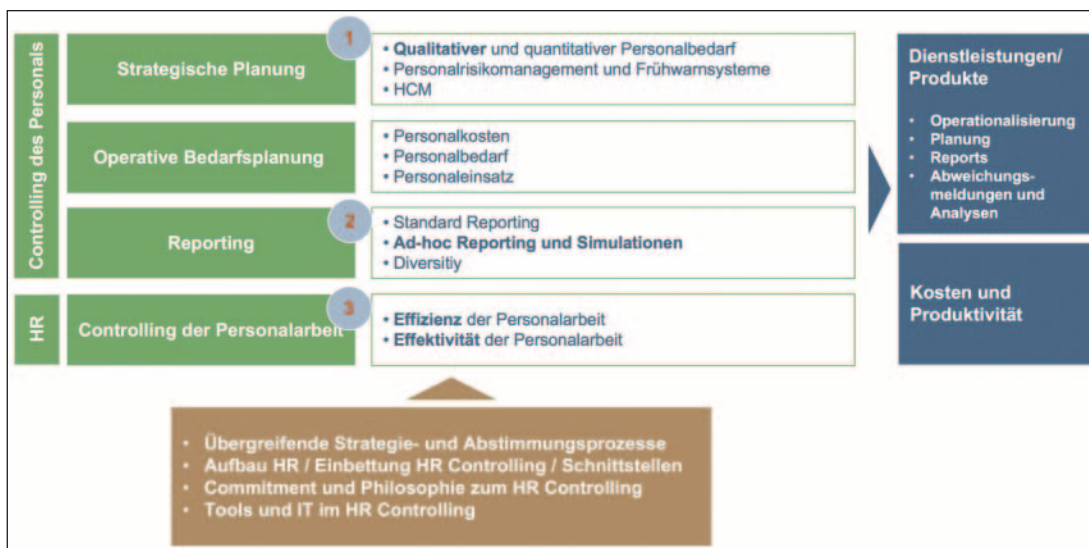 Controlling des Personals
1
Strategische Planung
• Qualitativer und quantitativer Personalbedarf
• Personalrisikomanagement und Frühwarnsysteme
• HCM
Operative Bedarfsplanung
• Personalkosten
• Personalbedarf
• Personaleinsatz
2
Reporting
• Standard Reporting
• Ad-hoc Reporting und Simulationen
• Diversitiy
HR
3
Controlling der Personalarbeit
• Effizienz der Personalarbeit
• Effektivität der Personalarbeit
Dienstleistungen/
Produkte
• Operationalisierung
• Planung
• Reports
• Abweichungs-
meldungen und
Analysen
Kosten und
Produktivität
• Übergreifende Strategie- und Abstimmungsprozesse
• Aufbau HR / Einbettung HR Controlling / Schnittstellen
• Commitment und Philosophie zum HR Controlling
• Tools und IT im HR Controlling